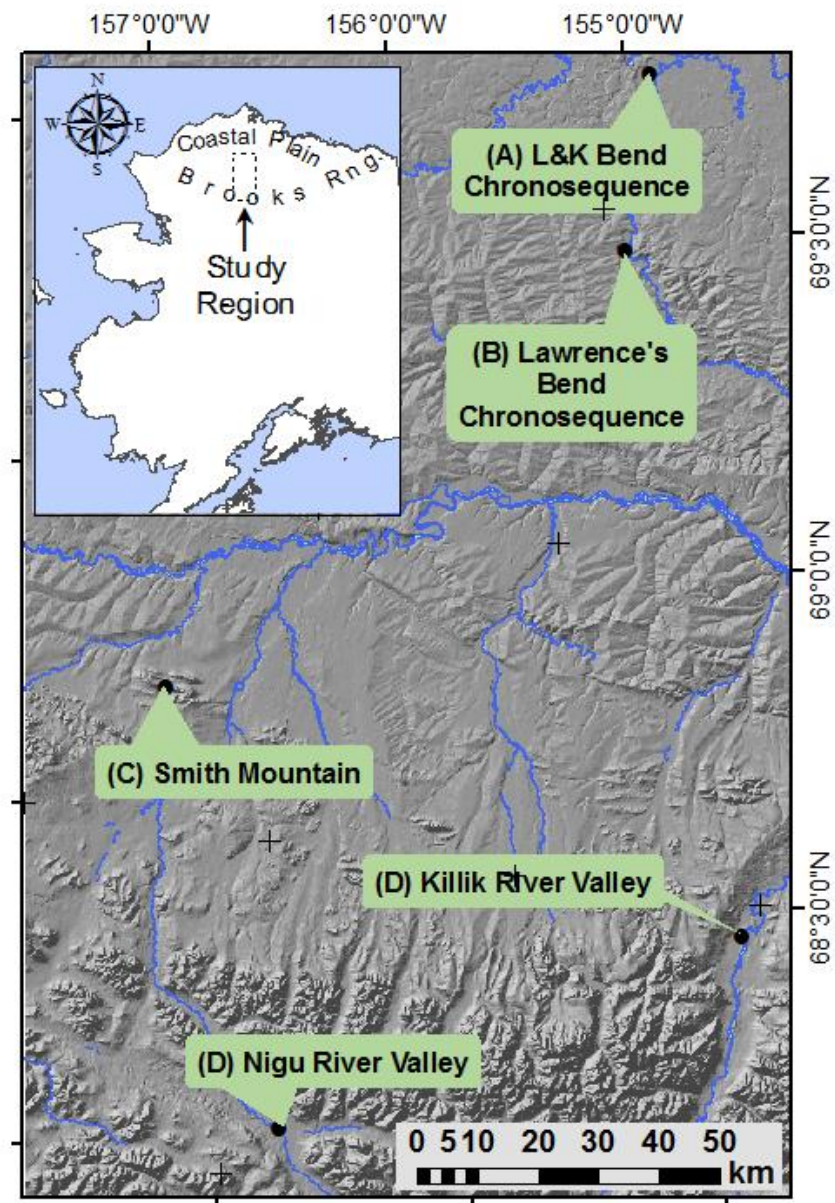 157°0'0"W 156°0'0"W 155°0'0"W
N
W E
S
Coastal Plain
Brooks Rng.
Study
Region
(A) L&K Bend
Chronosequence
69°30'0"N
(B) Lawrence's
Bend
Chronosequence
69°0'0"N
(C) Smith Mountain
(D) Killik River Valley
68°30'0"N
(D) Nigu River Valley
0 5 10 20 30 40 50
km